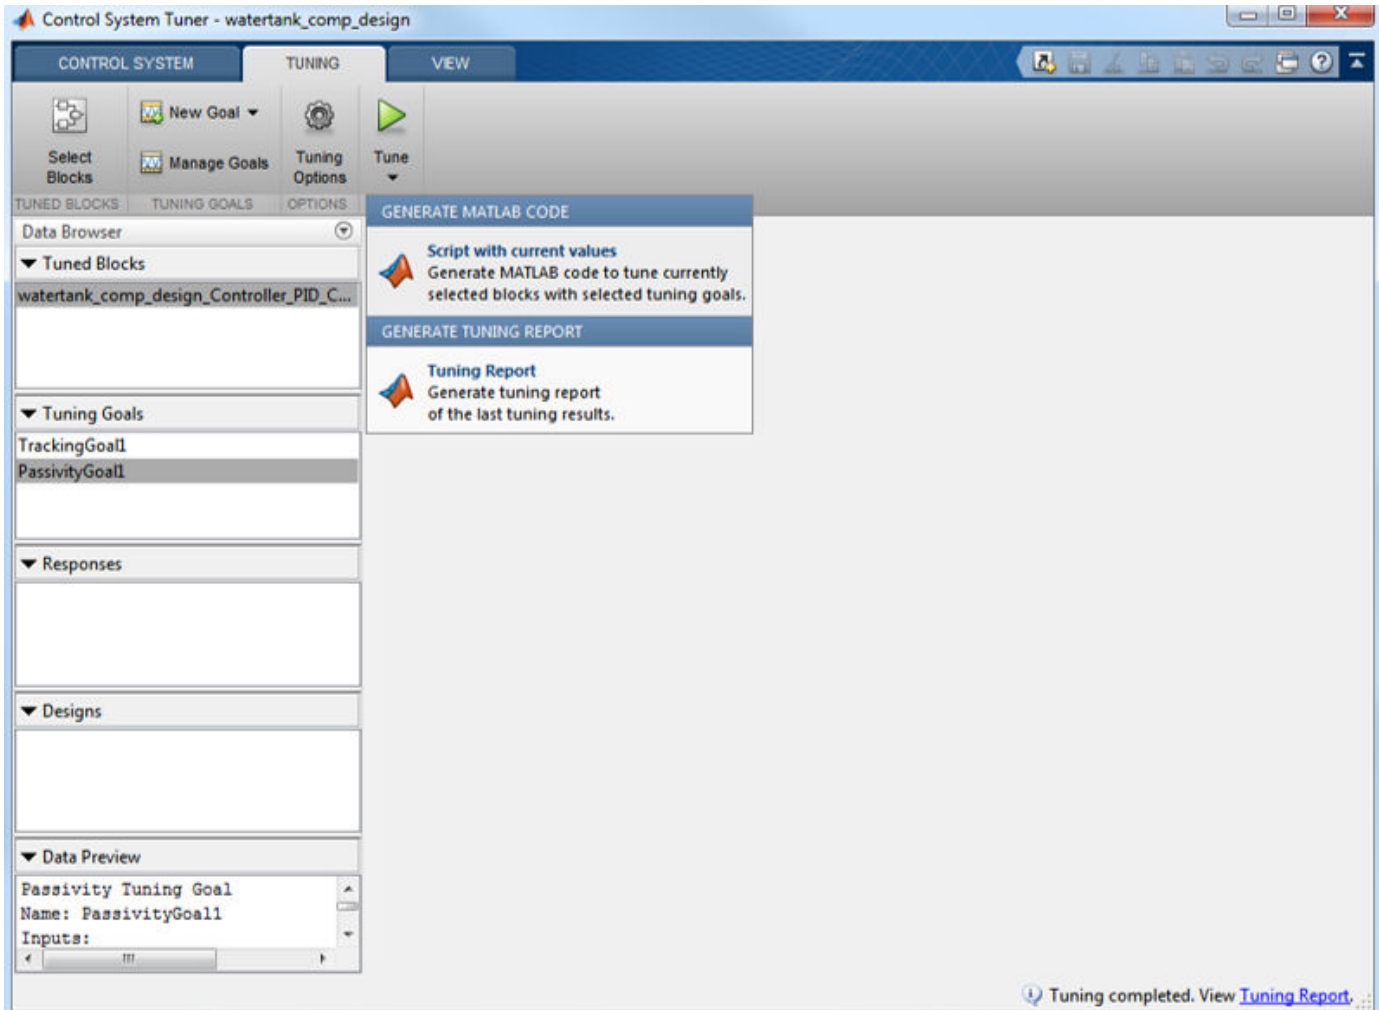 Control System Tuner - watertank_comp_design
CONTROL SYSTEM
TUNING
VIEW
Select Blocks
New Goal
Manage Goals
Tuning Options
Tune
TUNED BLOCKS
TUNING GOALS
OPTIONS
GENERATE MATLAB CODE
Script with current values
Generate MATLAB code to tune currently
selected blocks with selected tuning goals.
GENERATE TUNING REPORT
Tuning Report
Generate tuning report
of the last tuning results.
Data Browser
Tuned Blocks
watertank_comp_design_Controller_PID_C...
Tuning Goals
TrackingGoal1
PassivityGoal1
Responses
Designs
Data Preview
Passivity Tuning Goal
Name: PassivityGoal1
Inputs:
Tuning completed. View Tuning Report.